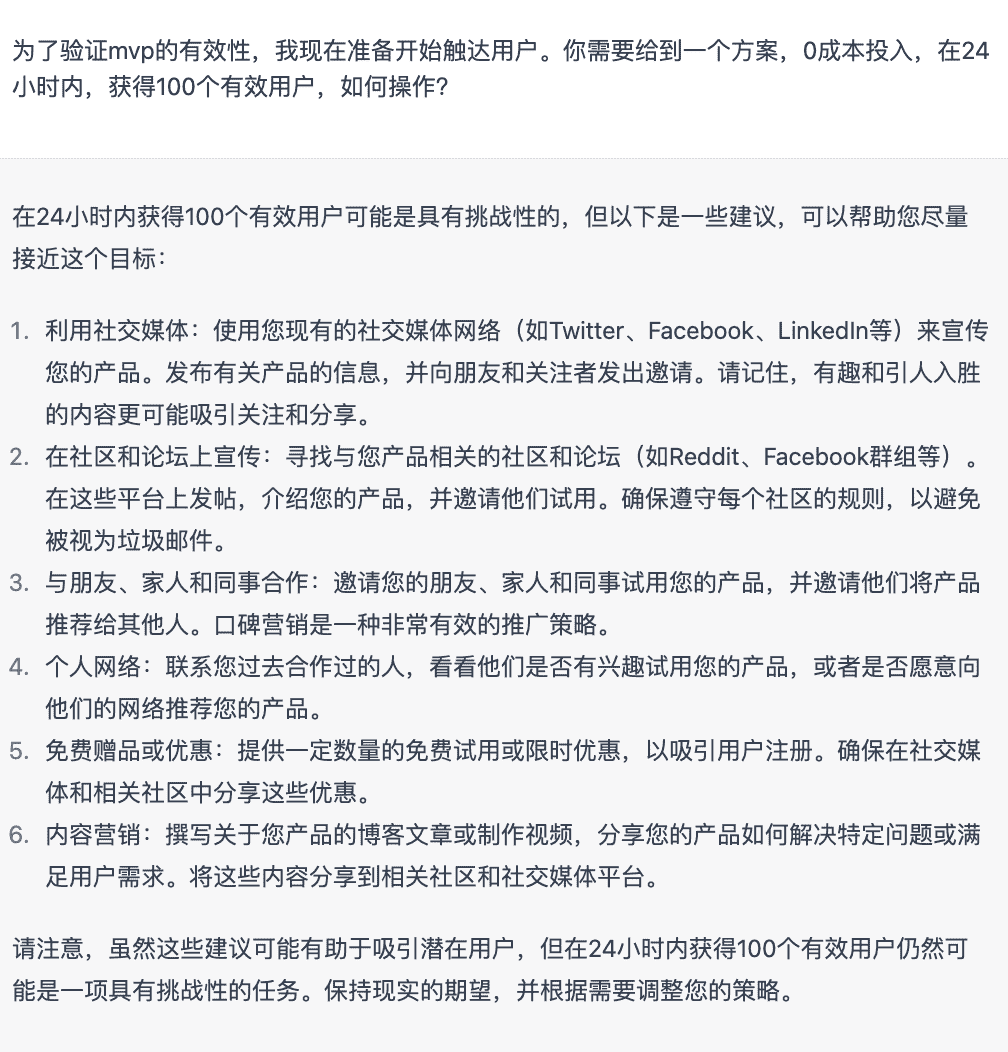 为了验证mvp的有效性，我现在准备开始触达用户。你需要给到一个方案，0成本投入，在24
小时内，获得100个有效用户，如何操作?
在24小时内获得100个有效用户可能是具有挑战性的，但以下是一些建议，可以帮助您尽量
接近这个目标：
1. 利用社交媒体：使用您现有的社交媒体网络（如Twitter、Facebook、LinkedIn等）来宣传
您的产品。发布有关产品的信息，并向朋友和关注者发出邀请。请记住，有趣和引人入胜
的内容更可能吸引关注和分享。
2. 在社区和论坛上宣传：寻找与您产品相关的社区和论坛（如Reddit、Facebook群组等）。
在这些平台上发帖，介绍您的产品，并邀请他们试用。确保遵守每个社区的规则，以避免
被视为垃圾邮件。
3. 与朋友、家人和同事合作：邀请您的朋友、家人和同事试用您的产品，并邀请他们将产品
推荐给其他人。口碑营销是一种非常有效的推广策略。
4. 个人网络：联系您过去合作过的人，看看他们是否有兴趣试用您的产品，或者是否愿意向
他们的网络推荐您的产品。
5. 免费赠品或优惠：提供一定数量的免费试用或限时优惠，以吸引用户注册。确保在社交媒
体和相关社区中分享这些优惠。
6. 内容营销：撰写关于您产品的博客文章或制作视频，分享您的产品如何解决特定问题或满
足用户需求。将这些内容分享到相关社区和社交媒体平台。
请注意，虽然这些建议可能有助于吸引潜在用户，但在24小时内获得100个有效用户仍然可
能是一项具有挑战性的任务。保持现实的期望，并根据需要调整您的策略。